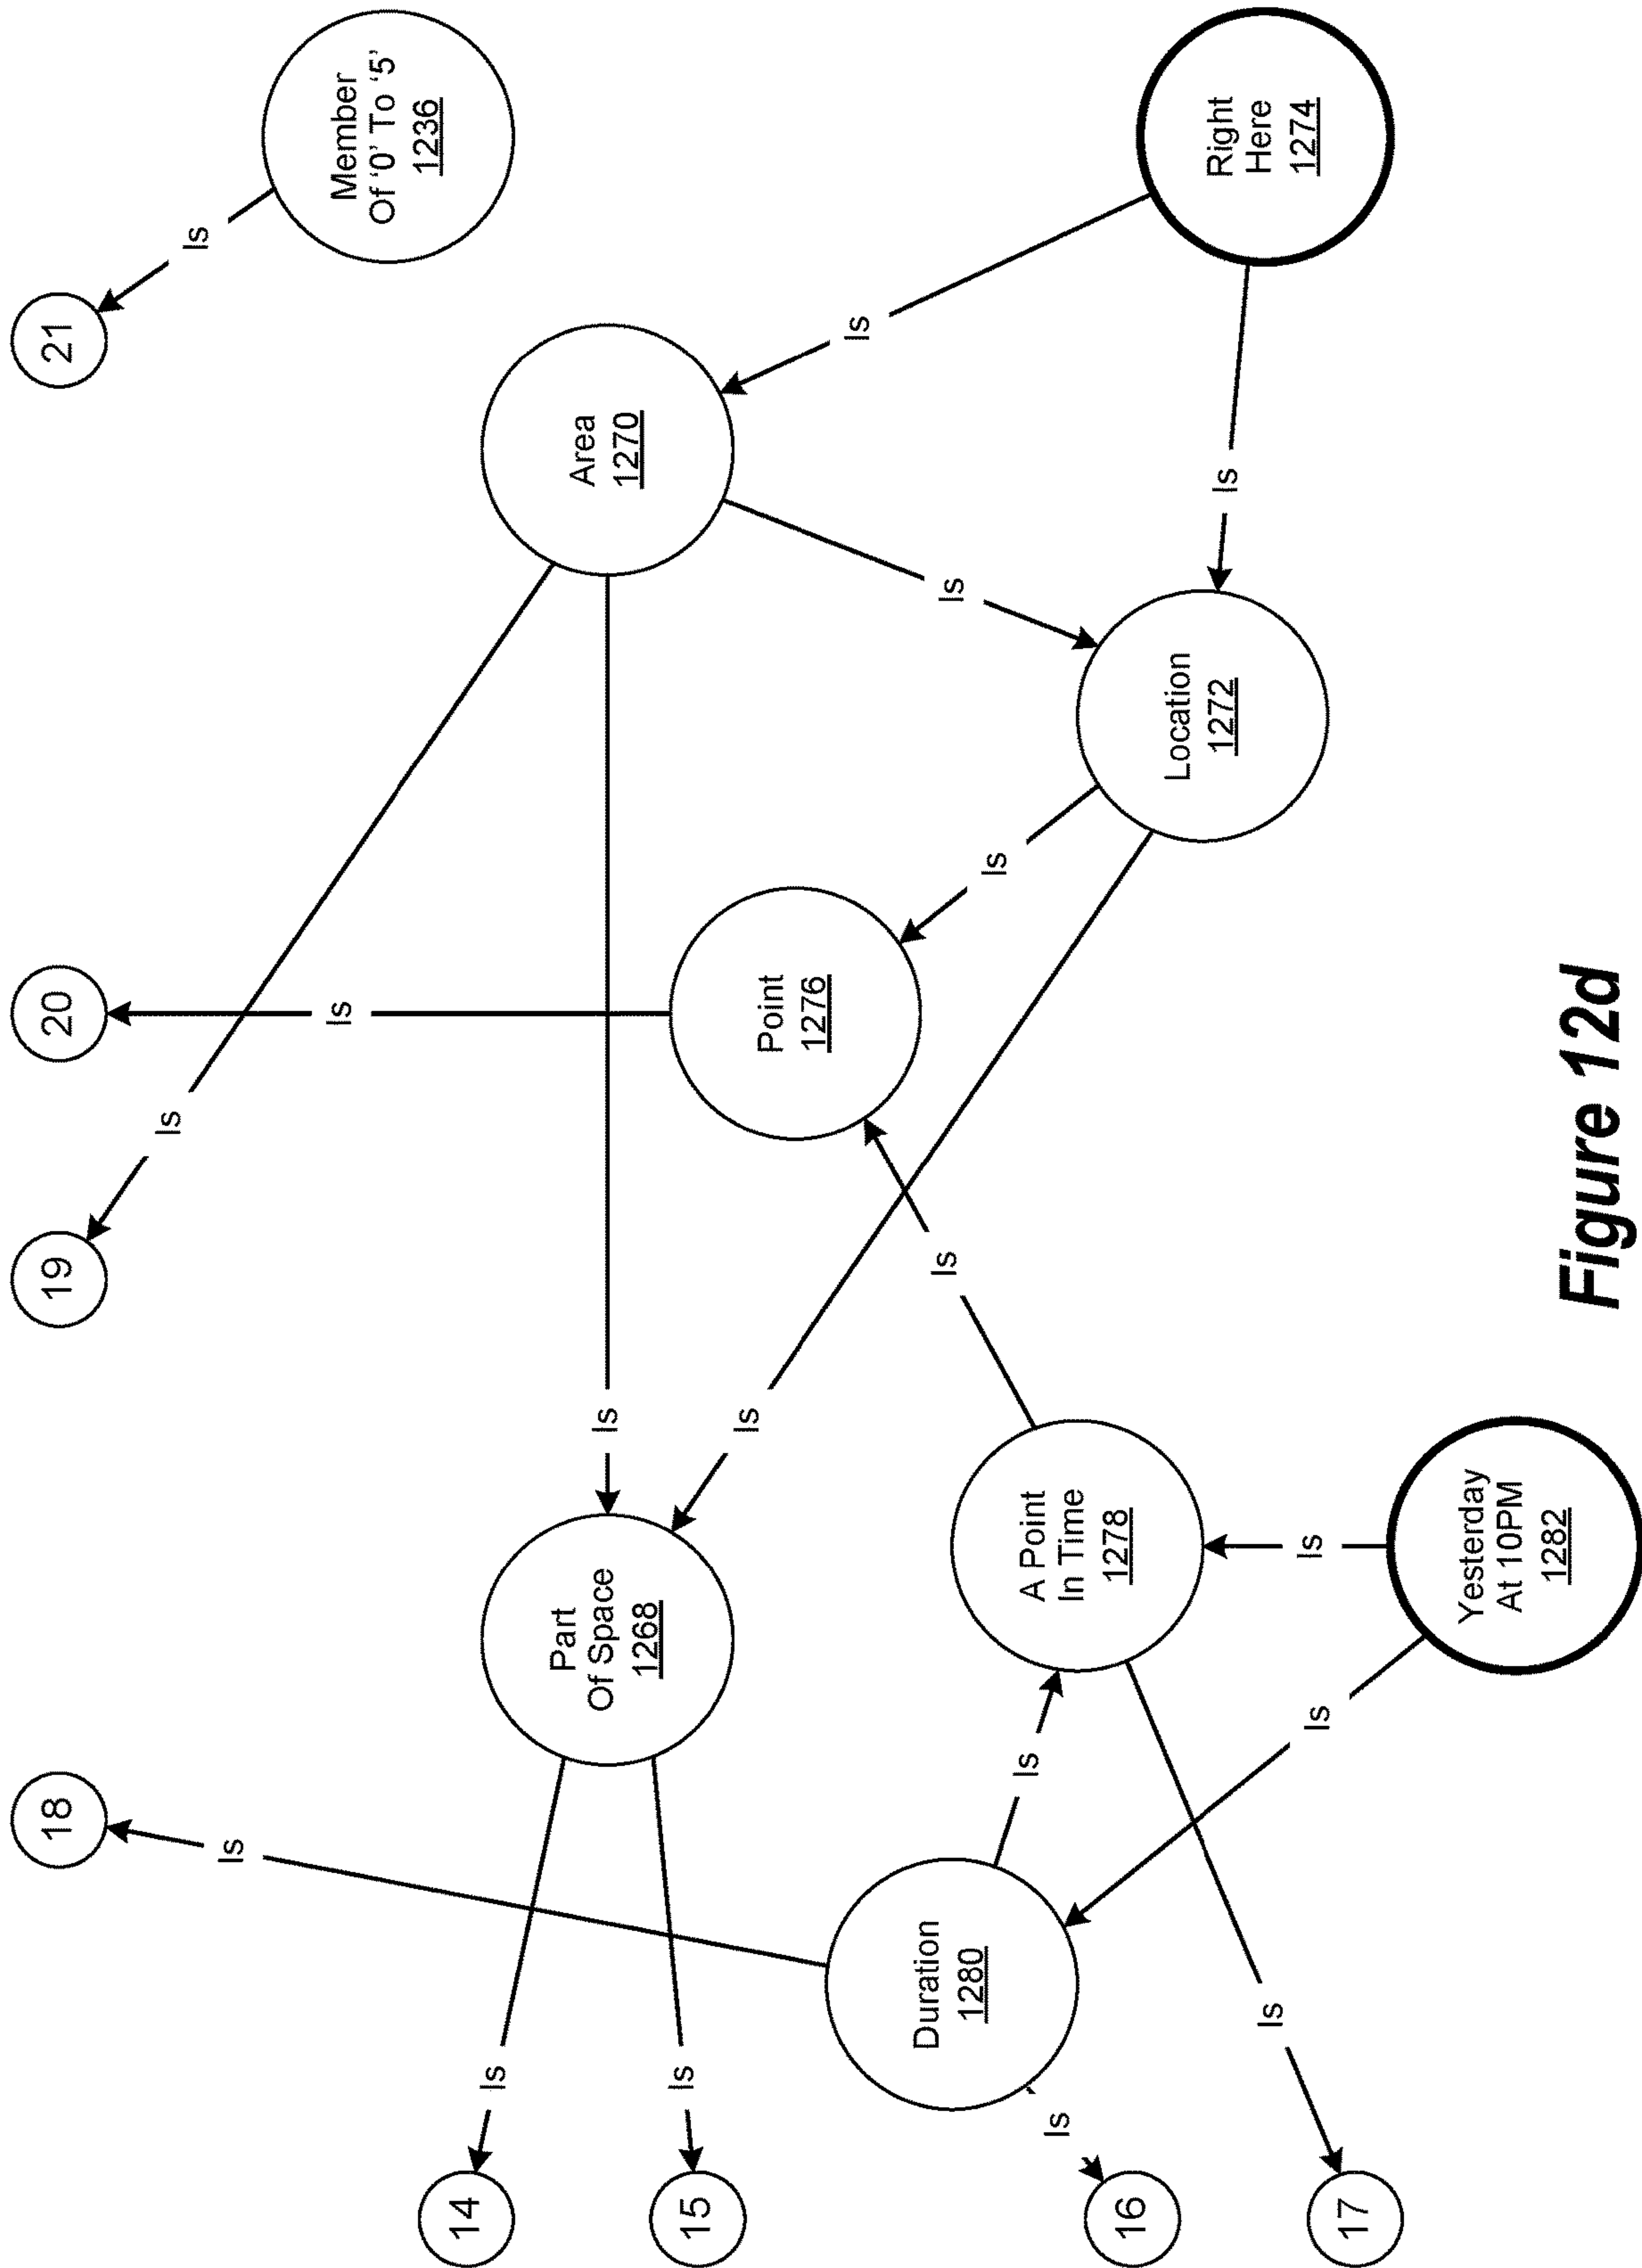 18
19
20
21
Is
Is
Is
Is
Member
Of '0' To '5'
1236
14
Is
Part
Of Space
1268
Is
Area
1270
15
Is
Is
Point
1276
Is
Duration
1280
Is
Is
Is
Is
A Point
In Time
1278
Is
16
Location
1272
Is
Right
Here
1274
Is
17
Is
Is
Yesterday
At 10PM
1282
Figure 12d